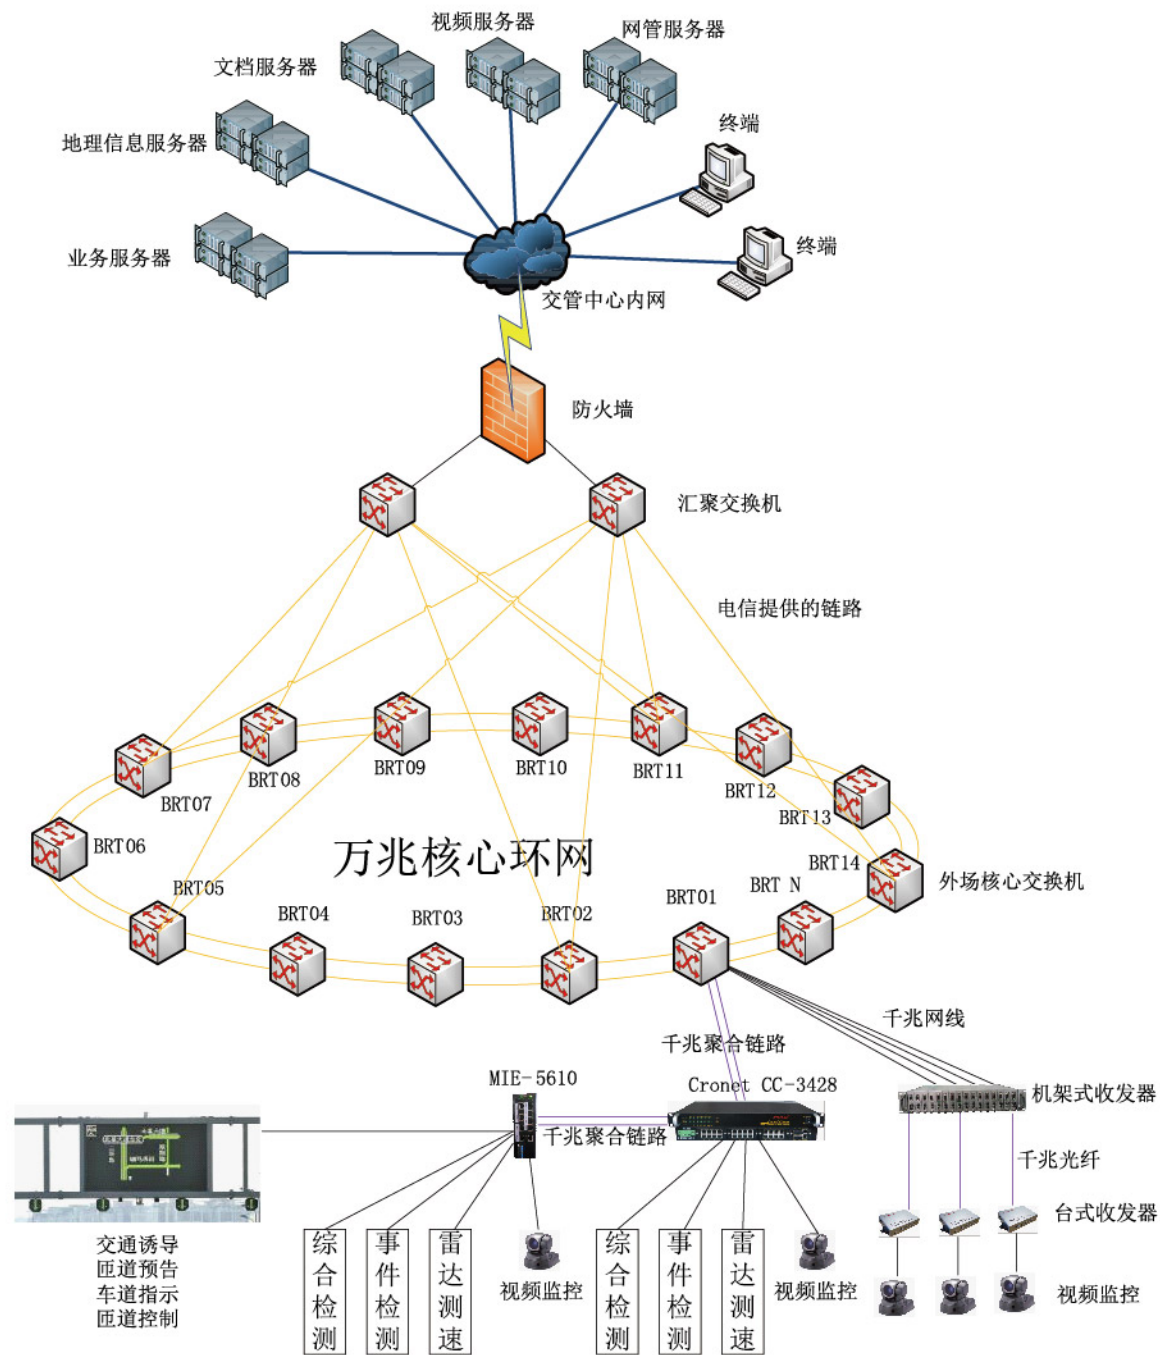 视频服务器
网管服务器
文档服务器
地理信息服务器
终端
业务服务器
终端
交管中心内网
防火墙
汇聚交换机
电信提供的链路
BRT09
BRT10
BRT11
BRT08
BRT07
BRT12
BRT13
BRT06
万兆核心环网
BRT14
外场核心交换机
BRT05
BRT04
BRT03
BRT02
BRT01
BRT N
千兆网线
千兆聚合链路
MIE-5610
Cronet CC-3428
机架式收发器
千兆聚合链路
千兆光纤
台式收发器
交通诱导
匝道预告
车道指示
匝道控制
综合检测
事件检测
雷达测速
视频监控
综合检测
事件检测
雷达测速
视频监控
视频监控